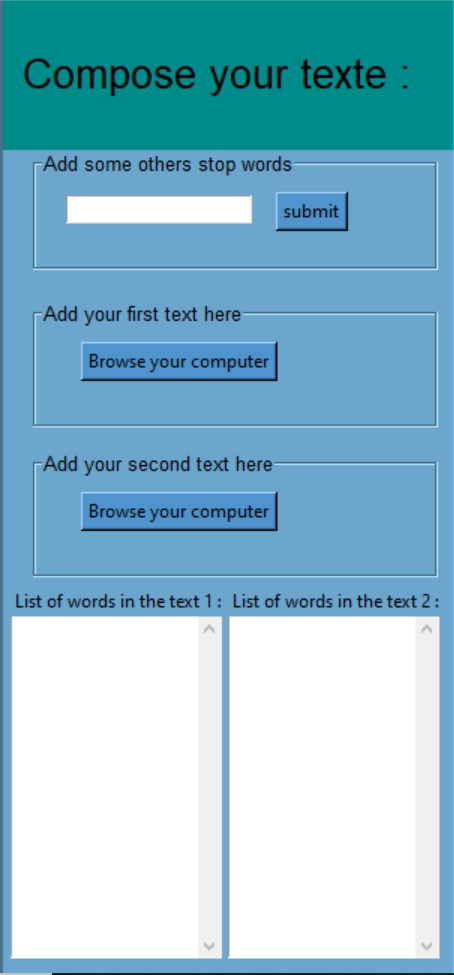 Compose your texte :
Add some others stop words
submit
Add your first text here
Browse your computer
Add your second text here
Browse your computer
List of words in the text 1 : List of words in the text 2 :